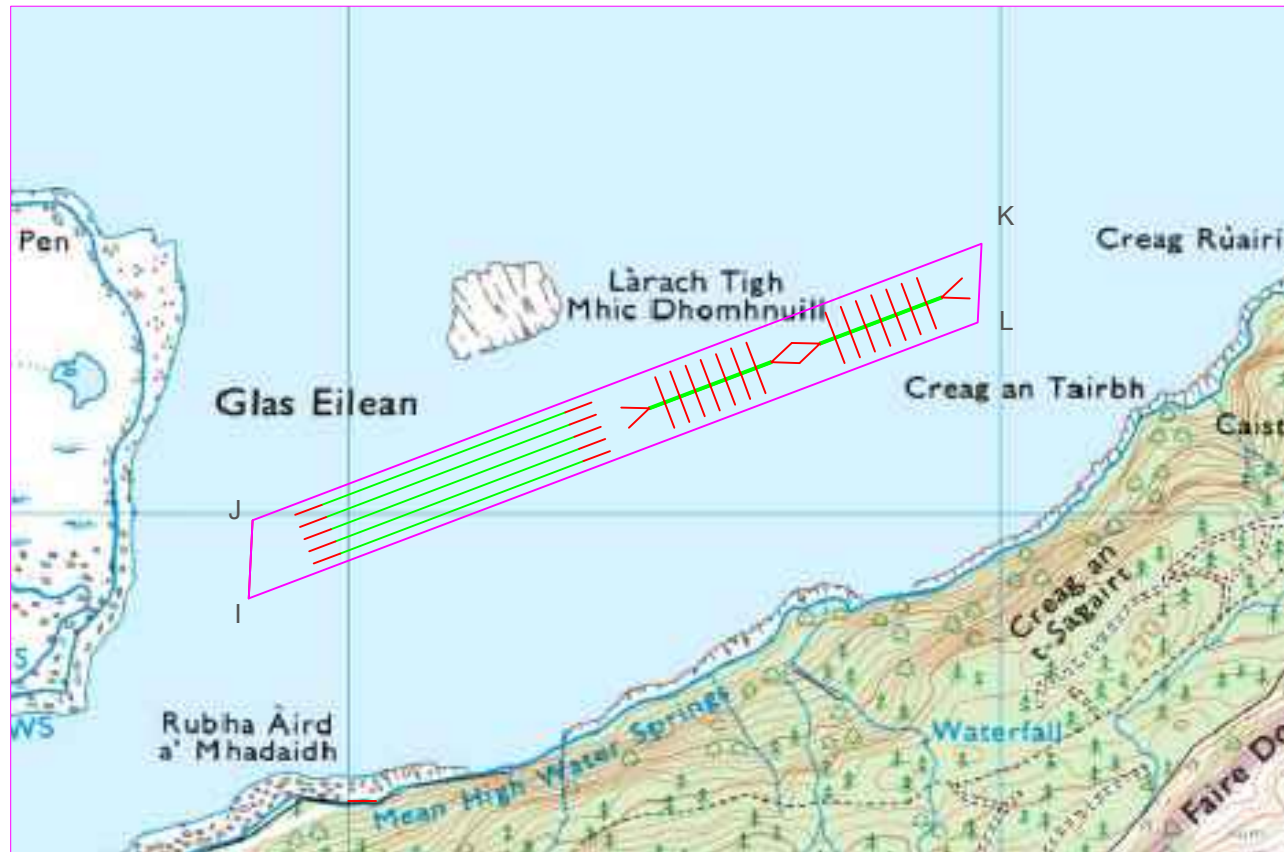 K
Pen
Creag Rùairi
Làrach Tigh
Mhic Dhomhnuill
L
Glas Eilean
Creag an Tairbh
Caist
J
I
Creag an
t-Sagairt
270
S
WS
Rubha Àird
a' Mhadaidh
Mean High Water Springs
Waterfall
Faire Do